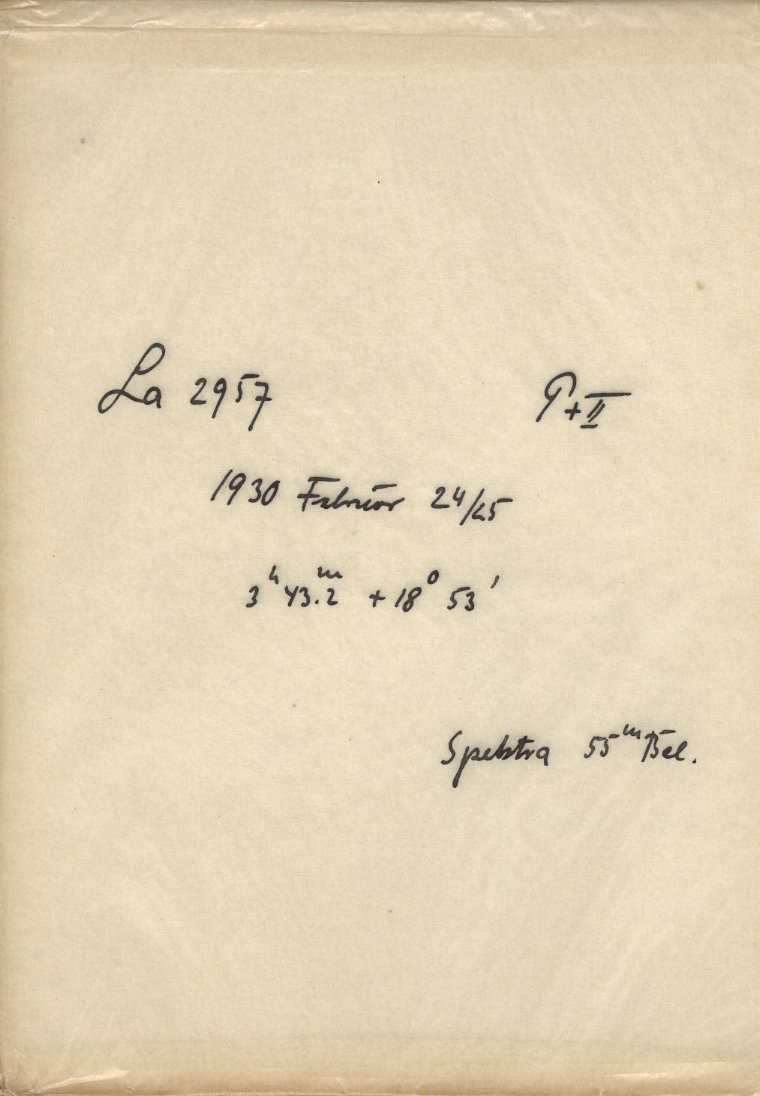 La 2957 P+II
1930 Februar 24/25
3ʰ 43.2ᵐ +18° 53'
Spektra 55ᵐ Bel.